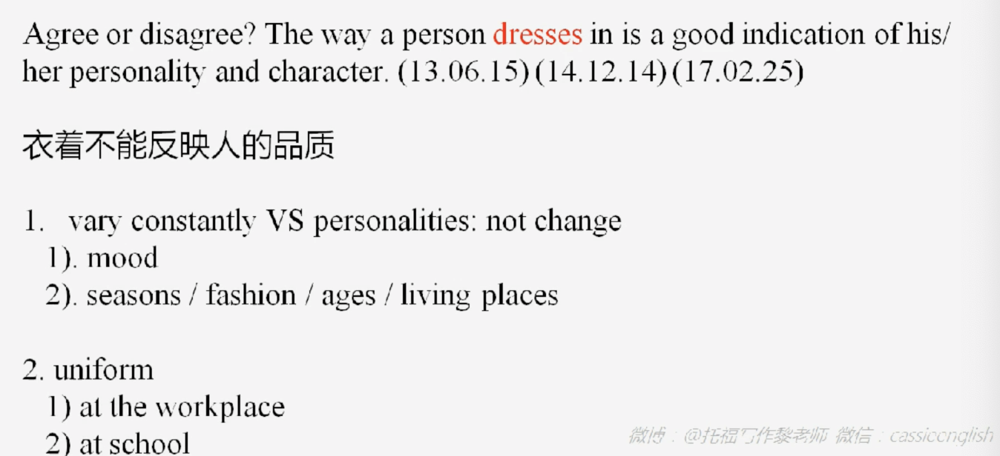 Agree or disagree? The way a person dresses in is a good indication of his/
her personality and character. (13.06.15) (14.12.14) (17.02.25)
衣着不能反映人的品质
1. vary constantly VS personalities: not change
1). mood
2). seasons / fashion / ages / living places
2. uniform
1) at the workplace
2) at school
微博：@托福写作黎老师 微信：cassieenglish